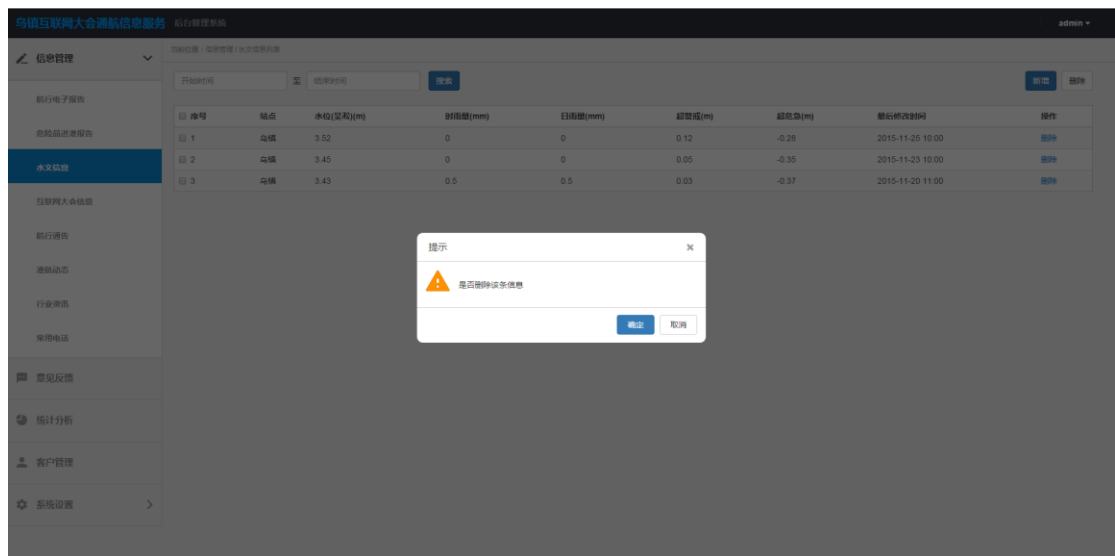 乌镇互联网大会通航信息服务 后台管理系统 admin
信息管理
当前位置：信息管理 / 水文信息列表
开始时间 至 结束时间 搜索 新增 删除
航行电子报告
危险品进港报告
水文信息
互联网大会信息
航行通告
港航动态
行业资讯
常用电话
意见反馈
统计分析
客户管理
系统设置
序号 站点 水位(吴淞)(m) 时雨量(mm) 日雨量(mm) 超警戒(m) 超危急(m) 最后修改时间 操作
1 乌镇 3.52 0 0 0.12 -0.28 2015-11-25 10:00 删除
2 乌镇 3.45 0 0 0.05 -0.35 2015-11-23 10:00 删除
3 乌镇 3.43 0.5 0.5 0.03 -0.37 2015-11-20 11:00 删除
提示
是否删除该条信息
确定 取消